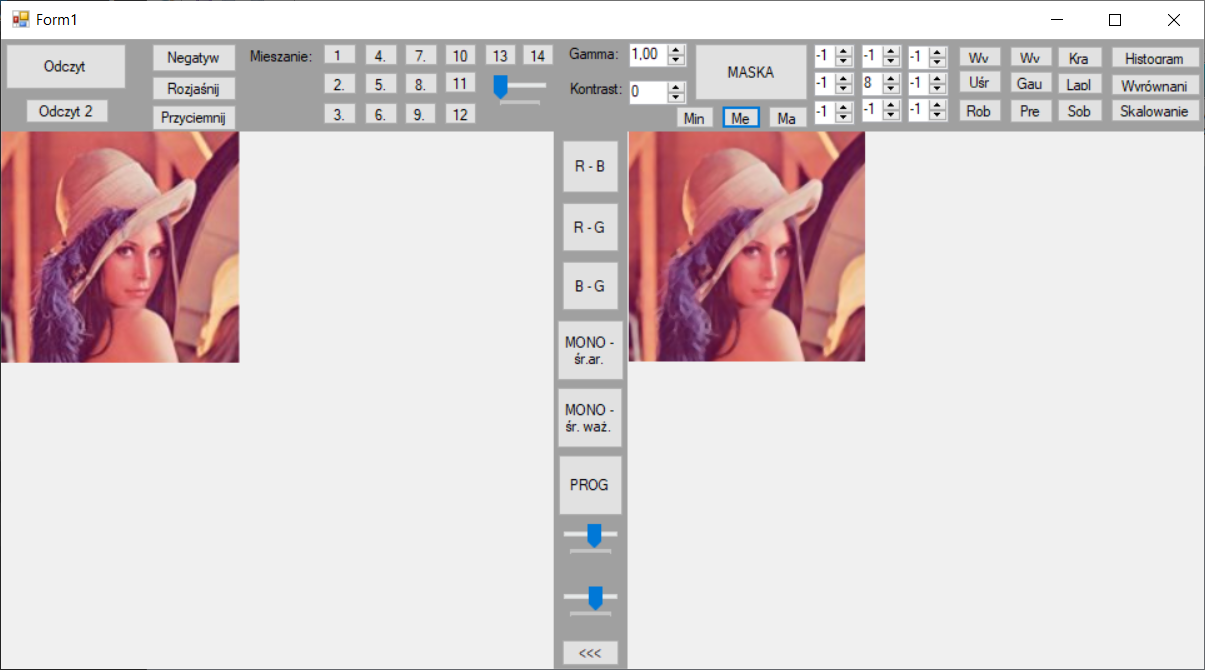 Form1
Odczyt
Odczyt 2
Negatyw
Rozjaśnij
Przyciemnij
Mieszanie:
1 4. 7. 10 13 14
2. 5. 8. 11
3. 6. 9. 12
Gamma: 1,00
Kontrast: 0
MASKA
Min Me Ma
-1 -1 -1
-1 8 -1
-1 -1 -1
Wy Wy Kra Histogram
Uśr Gau Lapl Wyrównani
Rob Pre Sob Skalowanie
R - B
R - G
B - G
MONO -
śr.ar.
MONO -
śr. waż.
PROG
<<<